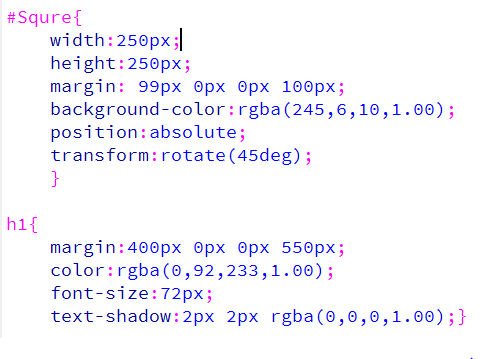 #Squre{
width:250px;
height:250px;
margin: 99px 0px 0px 100px;
background-color:rgba(245,6,10,1.00);
position:absolute;
transform:rotate(45deg);
}
h1{
margin:400px 0px 0px 550px;
color:rgba(0,92,233,1.00);
font-size:72px;
text-shadow:2px 2px rgba(0,0,0,1.00);}